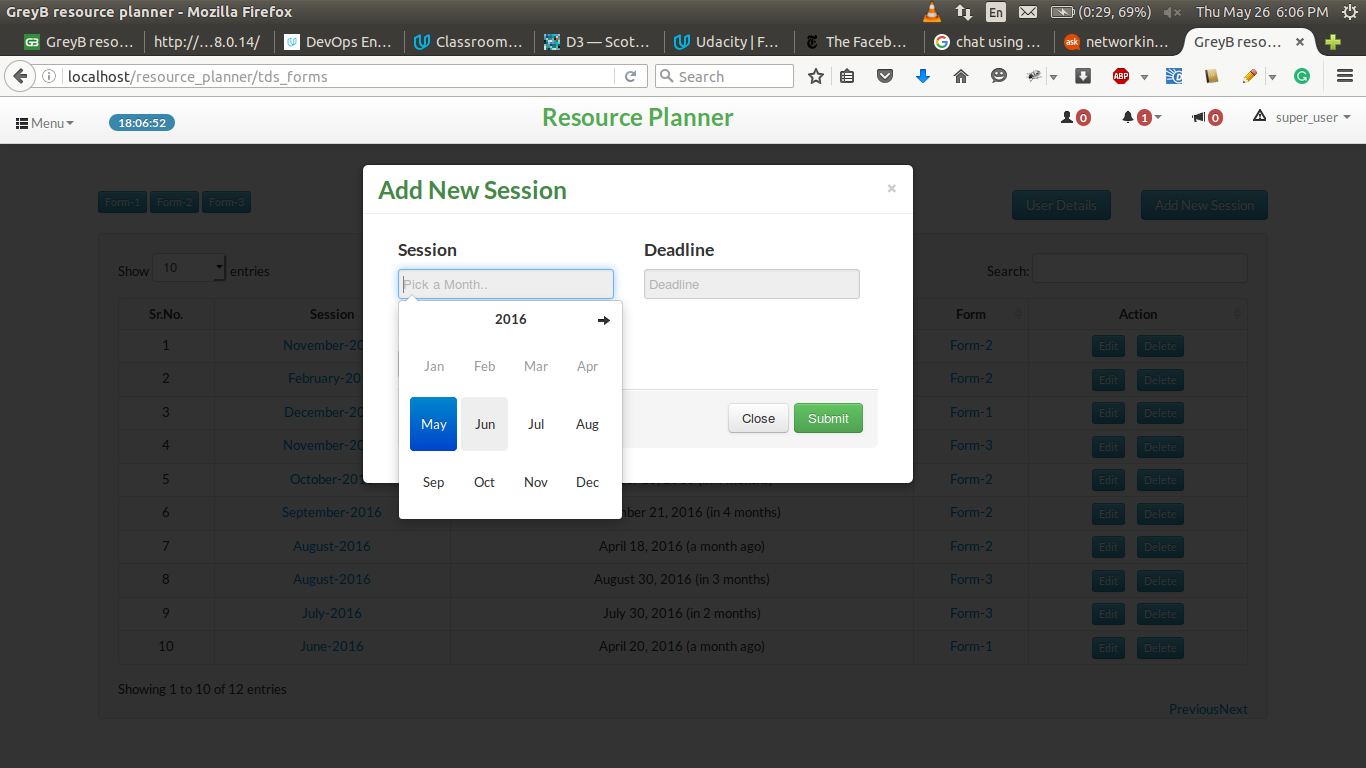 GreyB resource planner - Mozilla Firefox
En
(0:29, 69%)
Thu May 26 6:06 PM
GreyB reso...
http://...8.0.14/
DevOps En...
Classroom...
D3 — Scot...
Udacity | F...
The Faceb...
chat using ...
ask
networkin...
GreyB reso...
localhost/resource_planner/tds_forms
Search
ABP
Menu
18:06:52
Resource Planner
0
1
0
super_user
Add New Session
×
Form-1
Form-2
Form-3
User Details
Add New Session
Session
Deadline
Pick a Month..
Deadline
2016
Jan Feb Mar Apr
May Jun Jul Aug
Sep Oct Nov Dec
Close
Submit
Show 10 entries
Search:
Sr.No. Session Form Action
1 November-20 Form-2 Edit Delete
2 February-20 Form-2 Edit Delete
3 December-20 Form-1 Edit Delete
4 November-20 Form-3 Edit Delete
5 October-201 Form-2 Edit Delete
6 September-2016 mber 21, 2016 (in 4 months) Form-2 Edit Delete
7 August-2016 April 18, 2016 (a month ago) Form-2 Edit Delete
8 August-2016 August 30, 2016 (in 3 months) Form-3 Edit Delete
9 July-2016 July 30, 2016 (in 2 months) Form-3 Edit Delete
10 June-2016 April 20, 2016 (a month ago) Form-1 Edit Delete
Showing 1 to 10 of 12 entries
PreviousNext